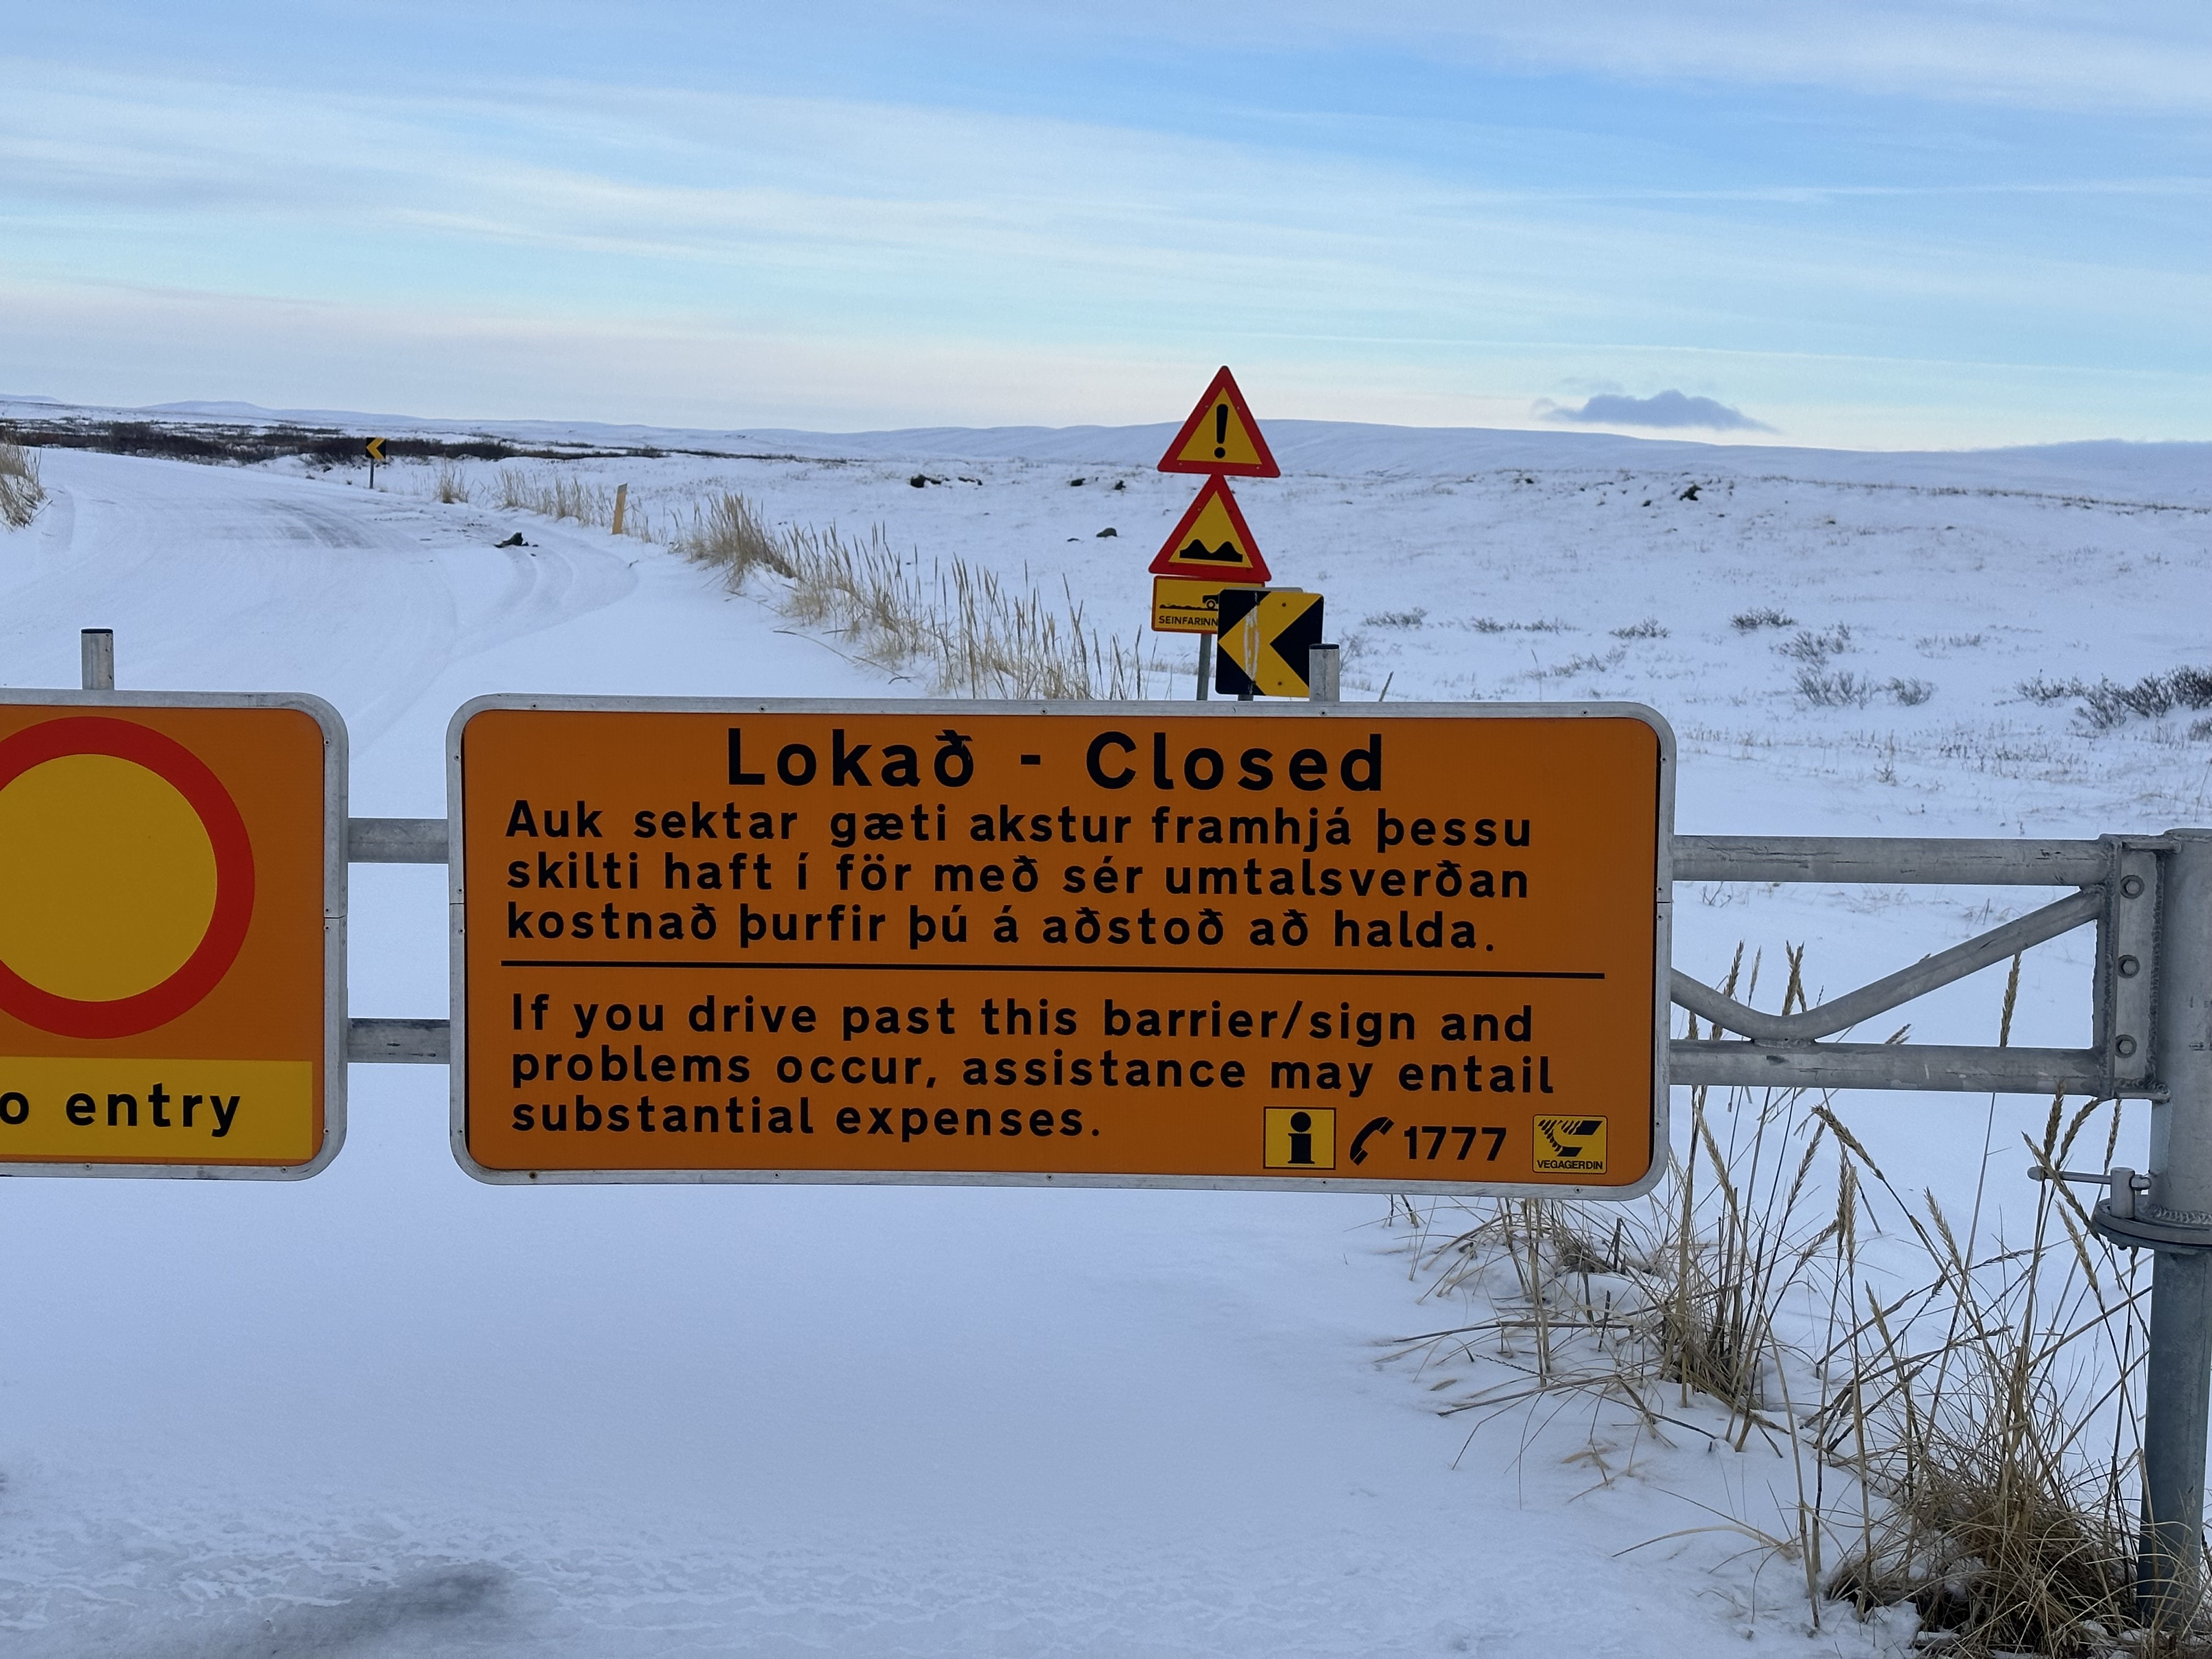 SEINFARINN
Lokað - Closed
Auk sektar gæti akstur framhjá þessu
skilti haft í för með sér umtalsverðan
kostnað þurfir þú á aðstoð að halda.
If you drive past this barrier/sign and
problems occur, assistance may entail
substantial expenses.
i 1777 VEGAGERDIN
entry